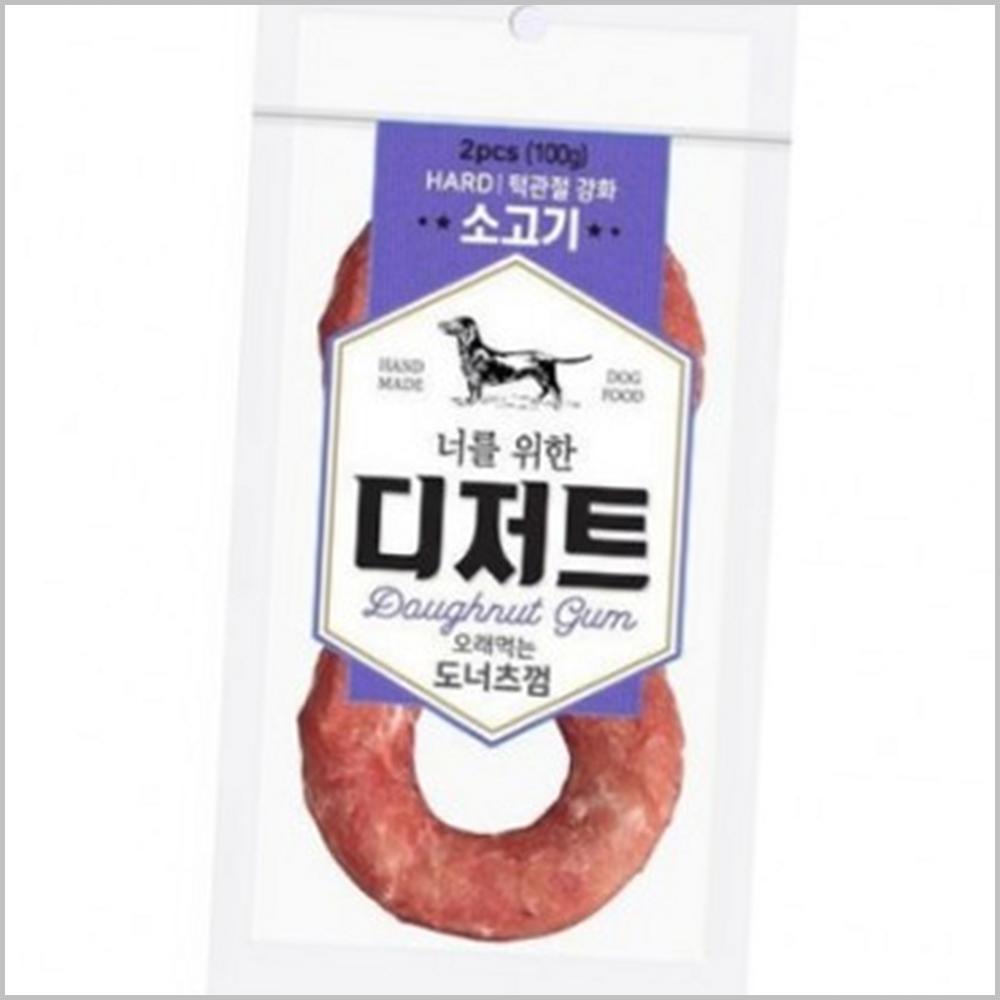 2pcs (100g)
HARD | 턱관절 강화
소고기
HAND MADE
DOG FOOD
너를 위한
디저트
Doughnut Gum
오래먹는
도너츠껌